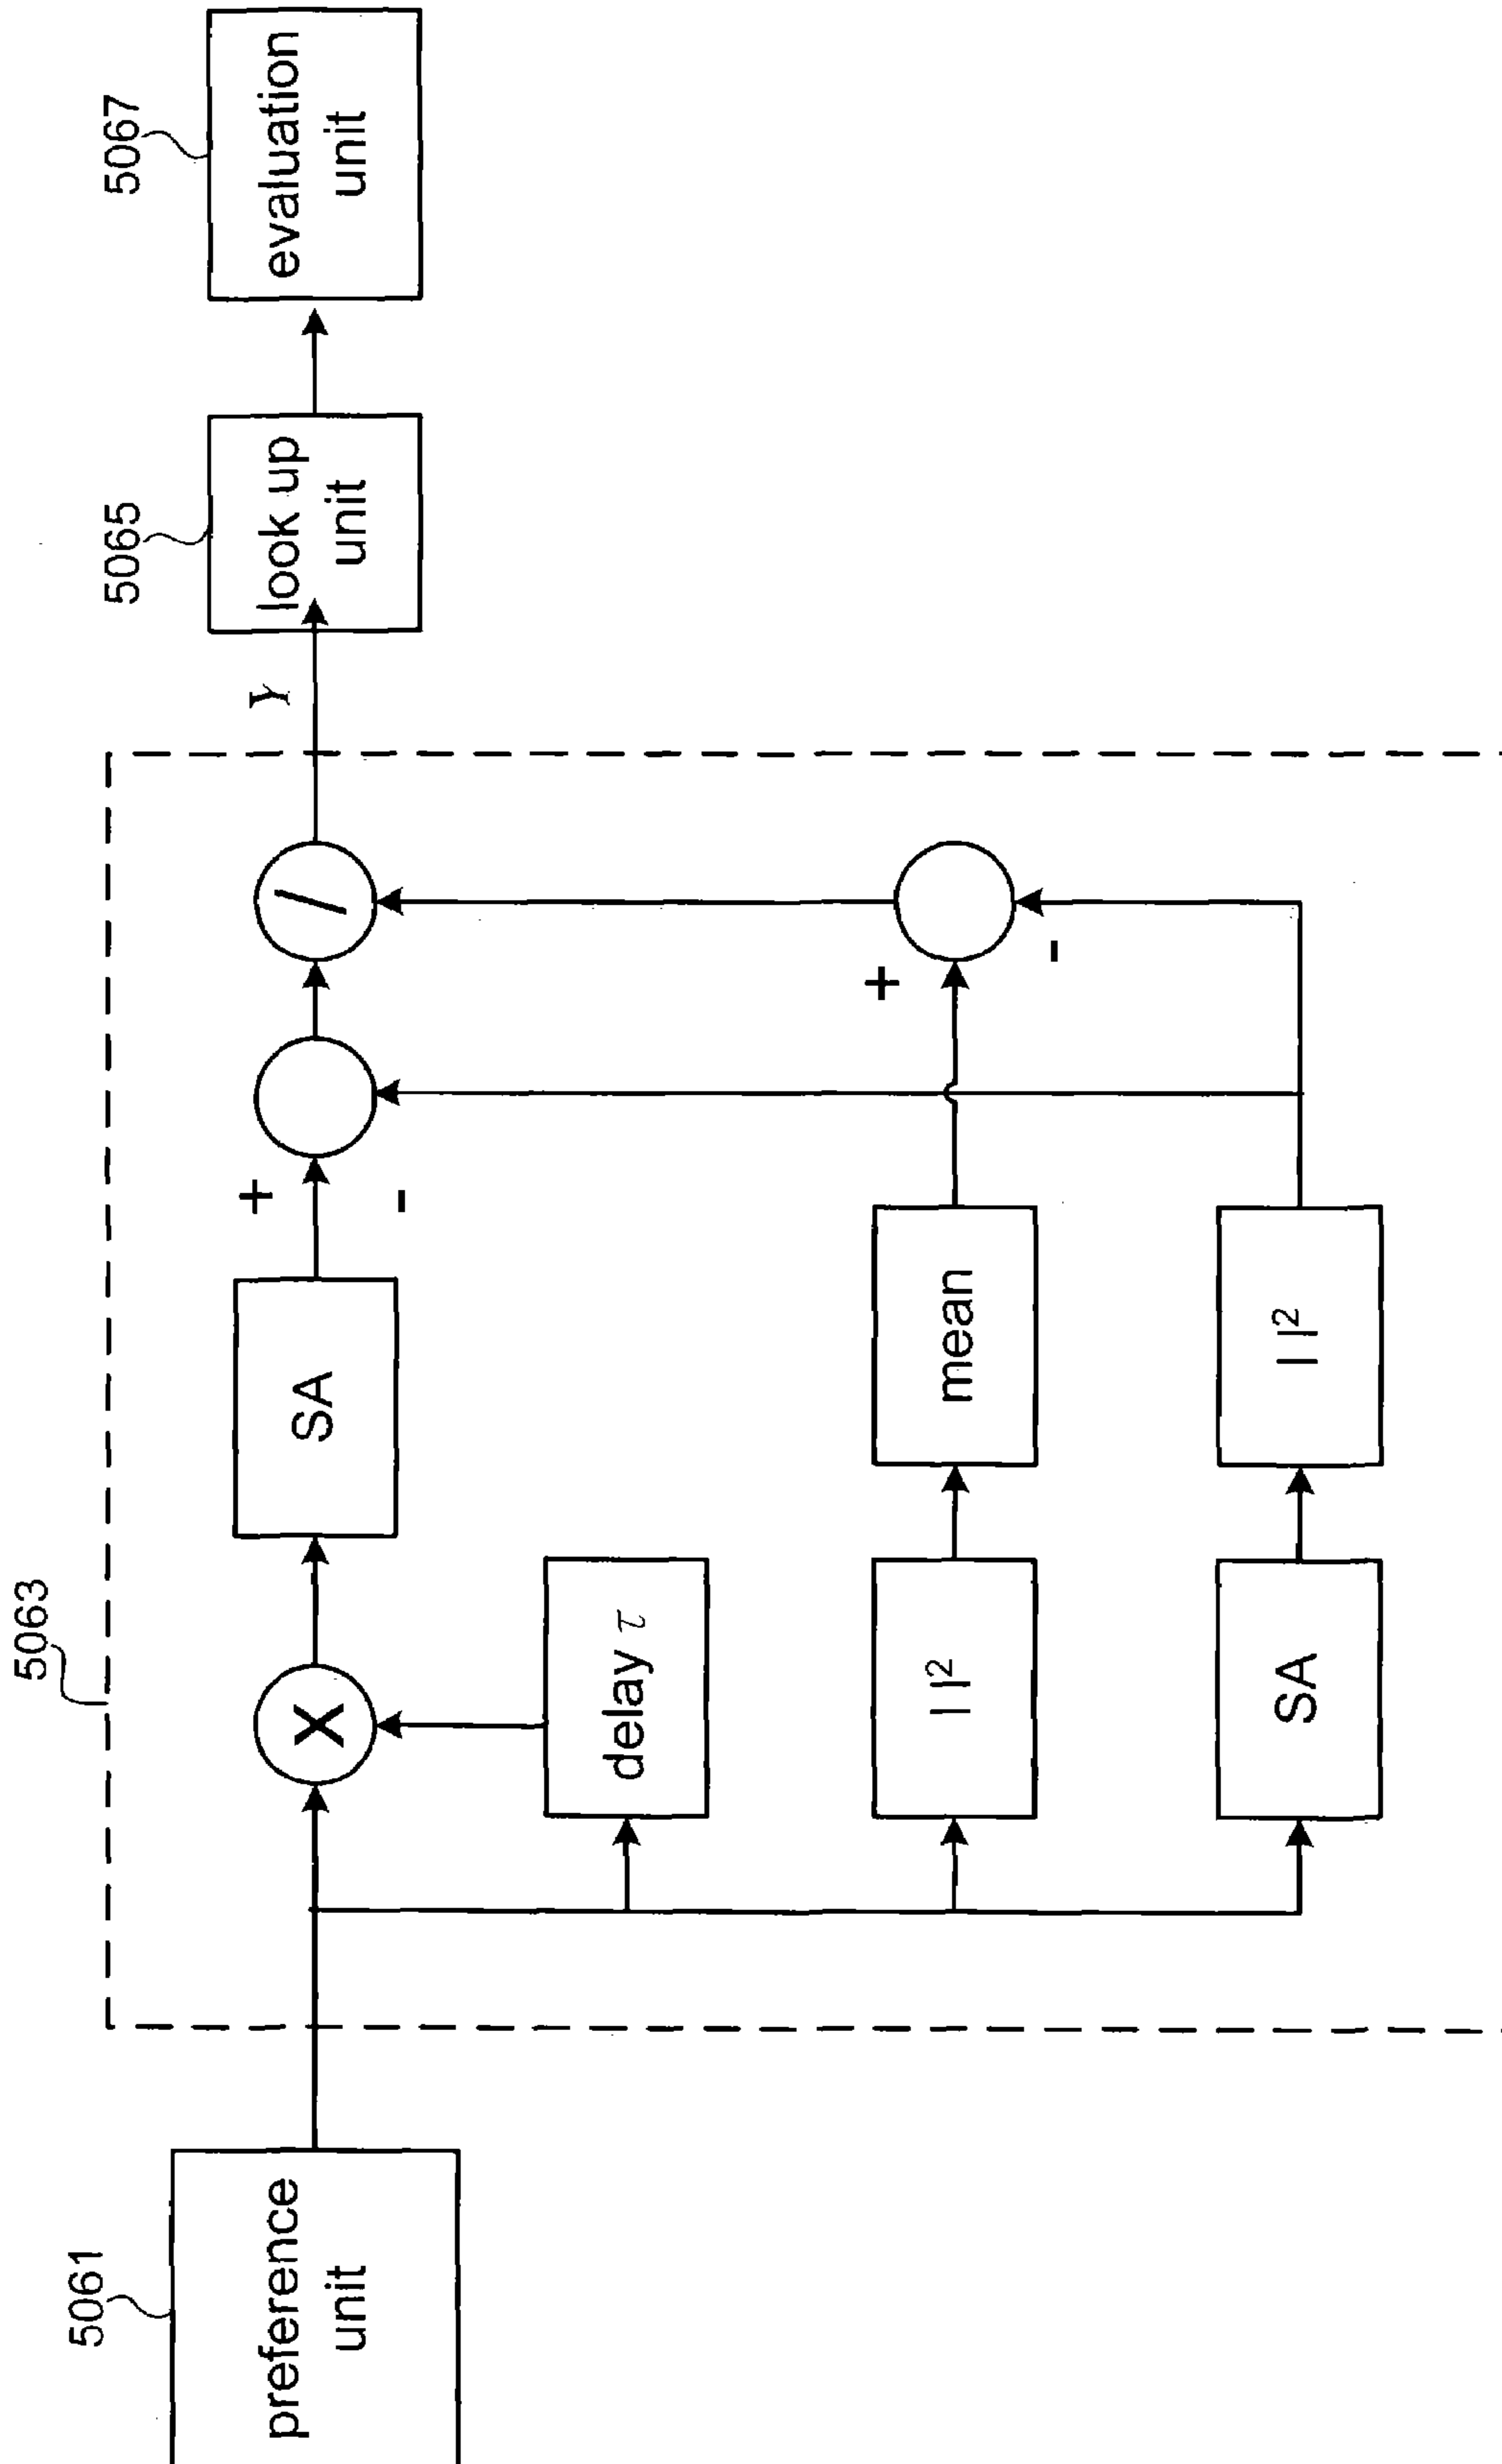 5061
preference
unit
5063
X
SA
+
-
/
delay τ
| |²
mean
+
-
SA
| |²
Y
5065
look up
unit
5067
evaluation
unit